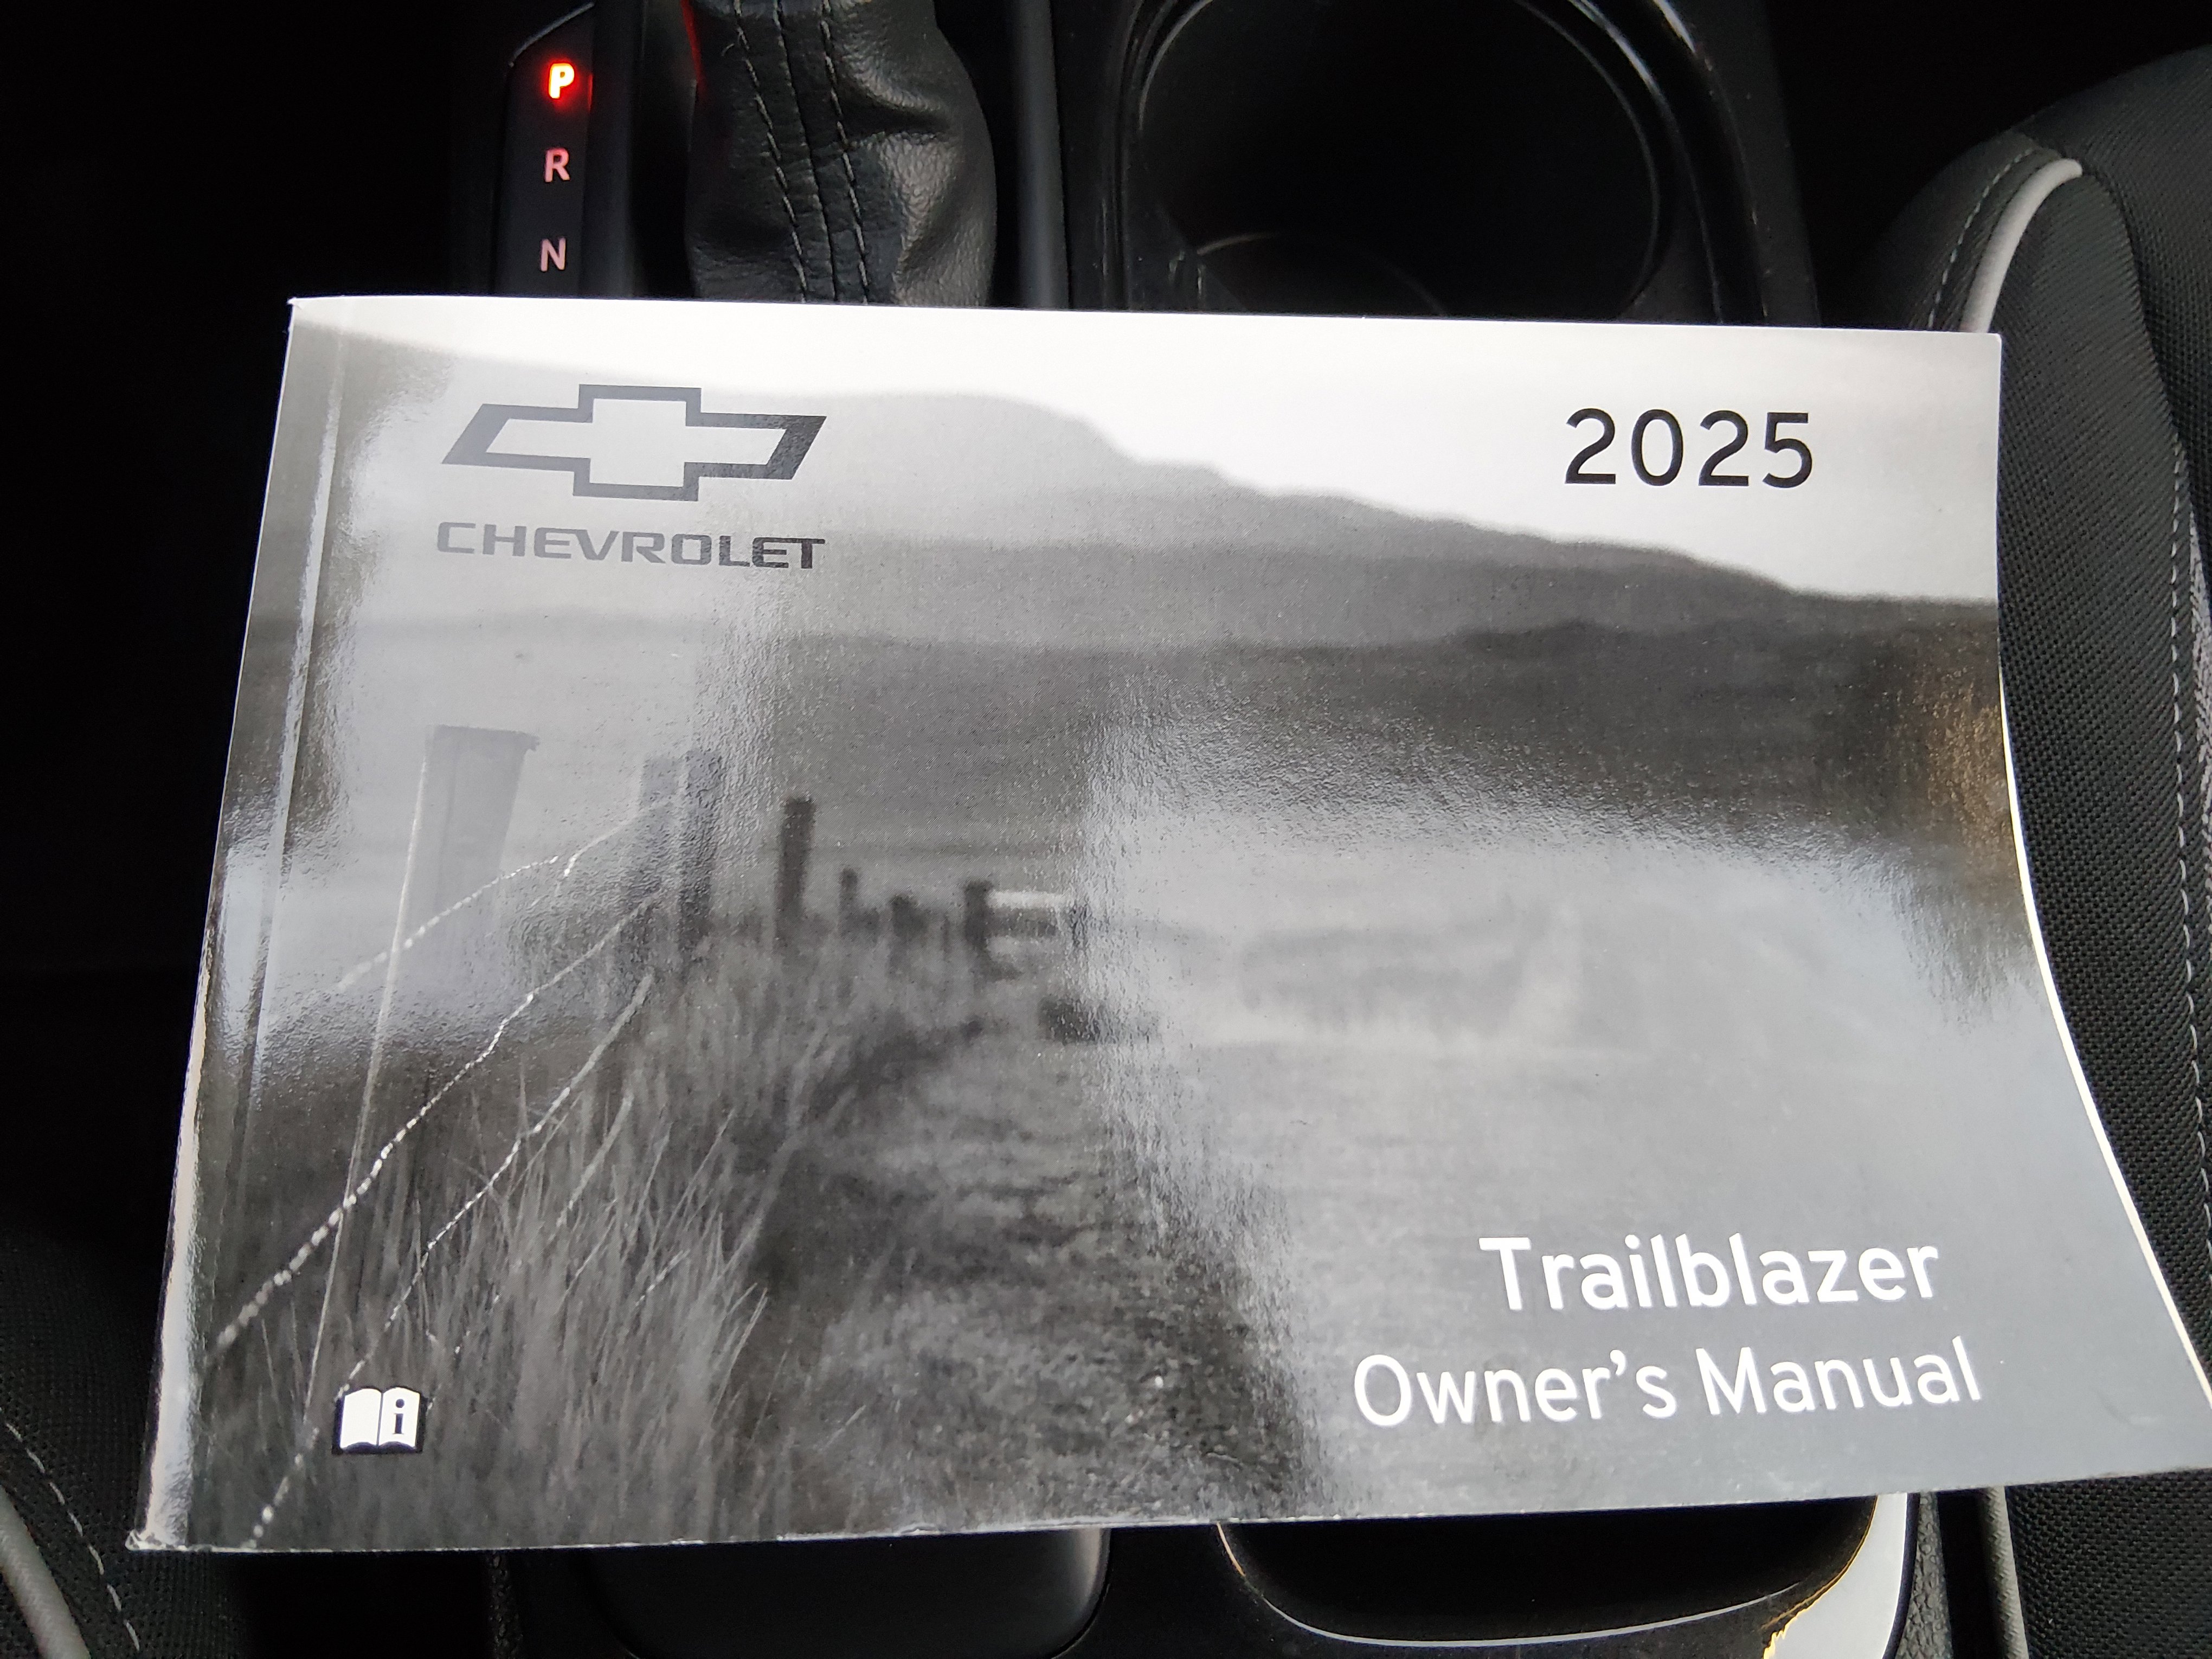 P
R
N
CHEVROLET
2025
Trailblazer
Owner's Manual
i